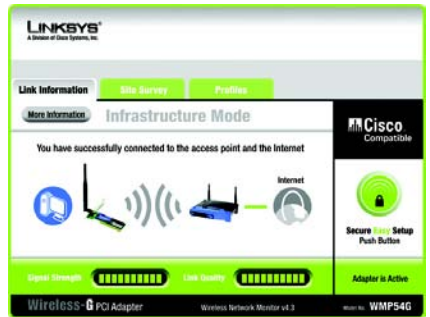 LINKSYS®
A Division of Cisco Systems, Inc.
Link Information
Site Survey
Profiles
More Information
Infrastructure Mode
Cisco
Compatible
You have successfully connected to the access point and the Internet
Internet
Secure Easy Setup
Push Button
Signal Strength
Link Quality
Adapter is Active
Wireless-G PCI Adapter
Wireless Network Monitor v4.3
Model No. WMP54G